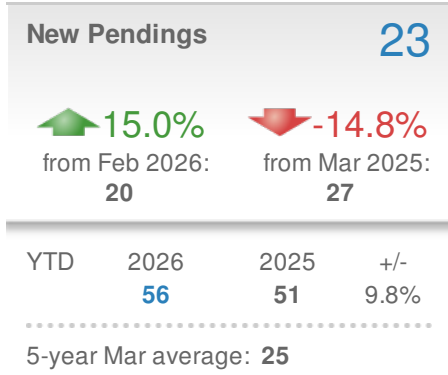 New Pendings 23
15.0% -14.8%
from Feb 2026: from Mar 2025:
20 27
YTD 2026 2025 +/-
56 51 9.8%
5-year Mar average: 25